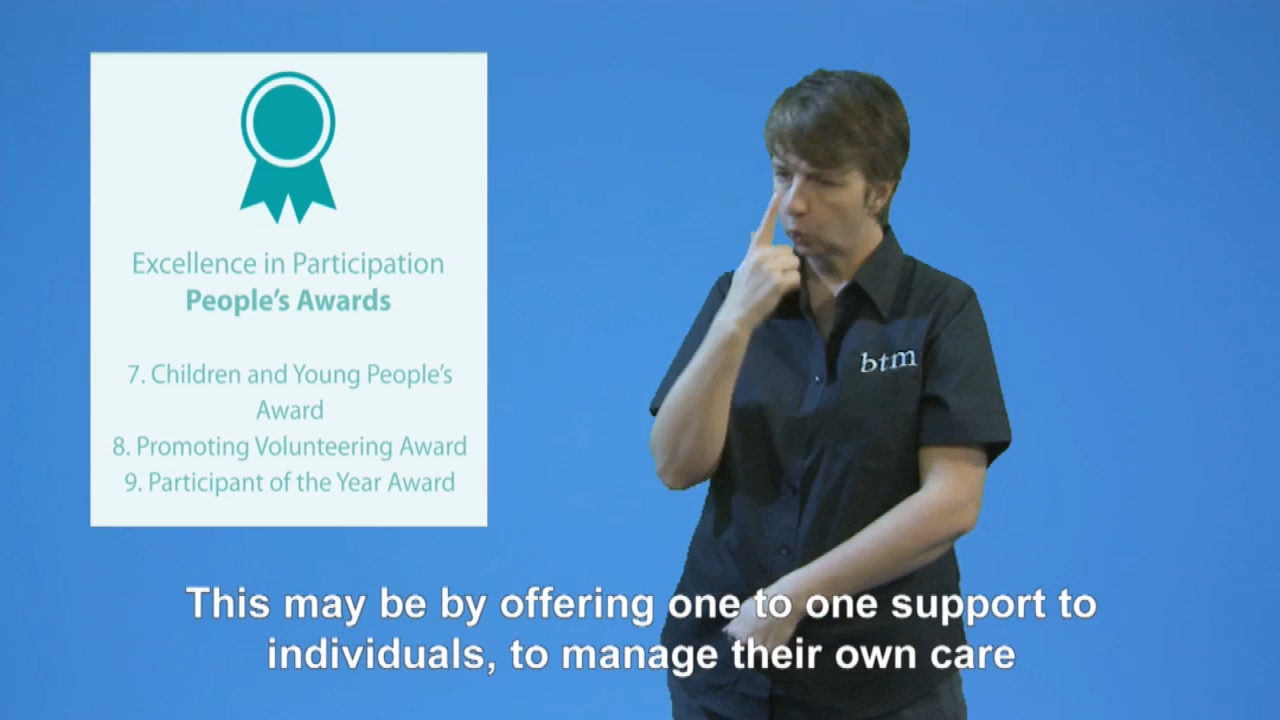 Excellence in Participation
People's Awards
7. Children and Young People's
Award
8. Promoting Volunteering Award
9. Participant of the Year Award
btm
This may be by offering one to one support to
individuals, to manage their own care